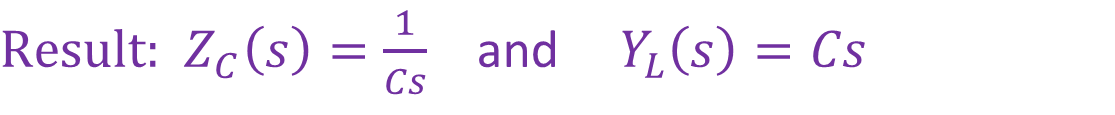 Result: Z_C(s) = 1/Cs and Y_L(s) = Cs